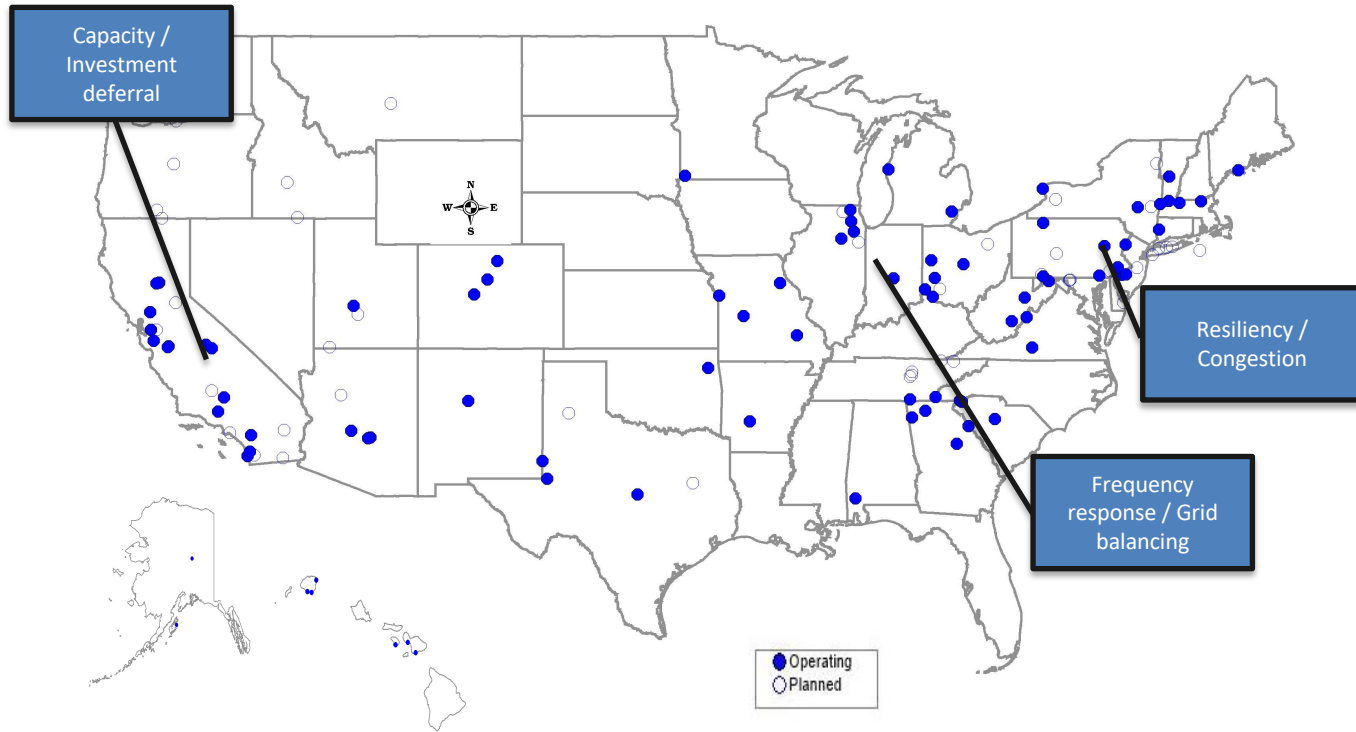 Capacity /
Investment
deferral
N
W E
S
Resiliency /
Congestion
Frequency
response / Grid
balancing
Operating
Planned